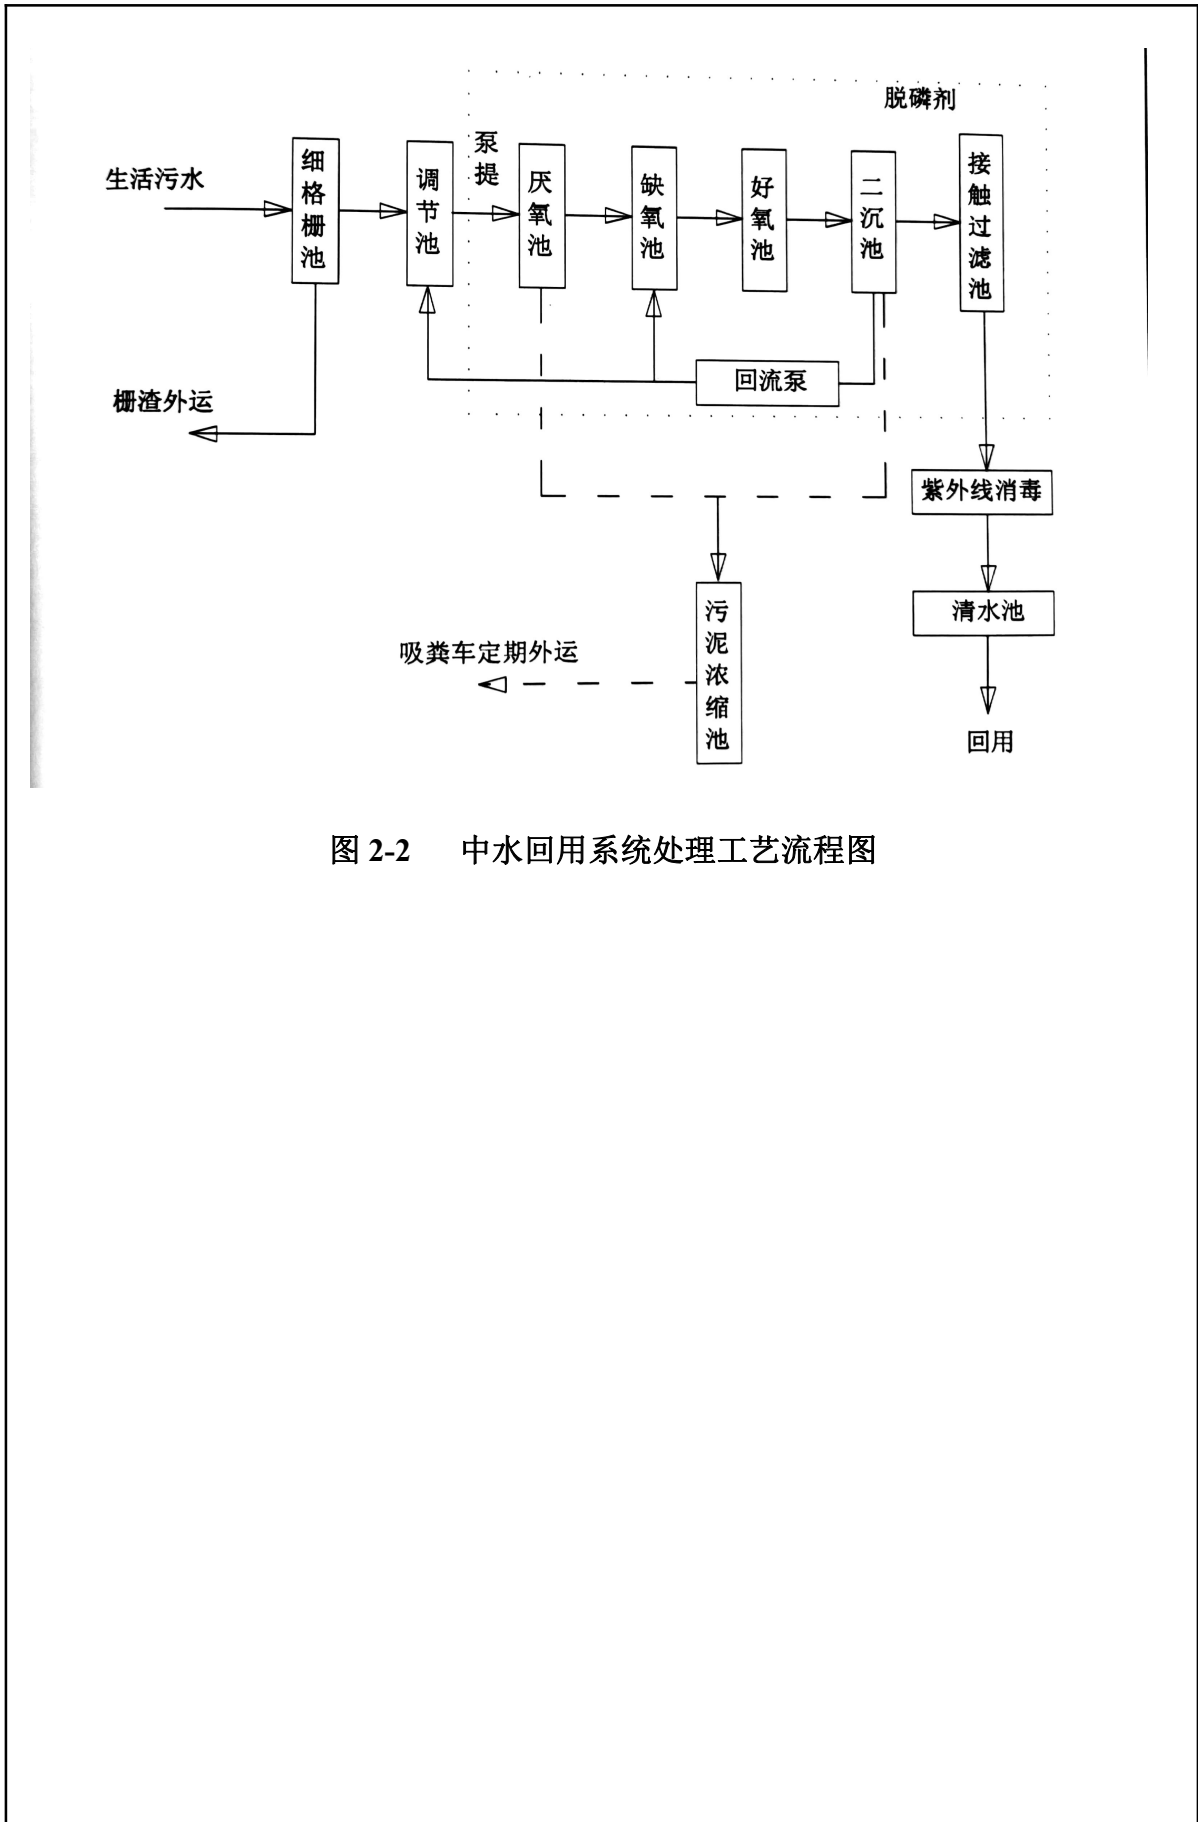 脱磷剂
泵提
生活污水
细格栅池
调节池
厌氧池
缺氧池
好氧池
二沉池
接触过滤池
回流泵
栅渣外运
紫外线消毒
清水池
回用
污泥浓缩池
吸粪车定期外运
图 2-2 中水回用系统处理工艺流程图